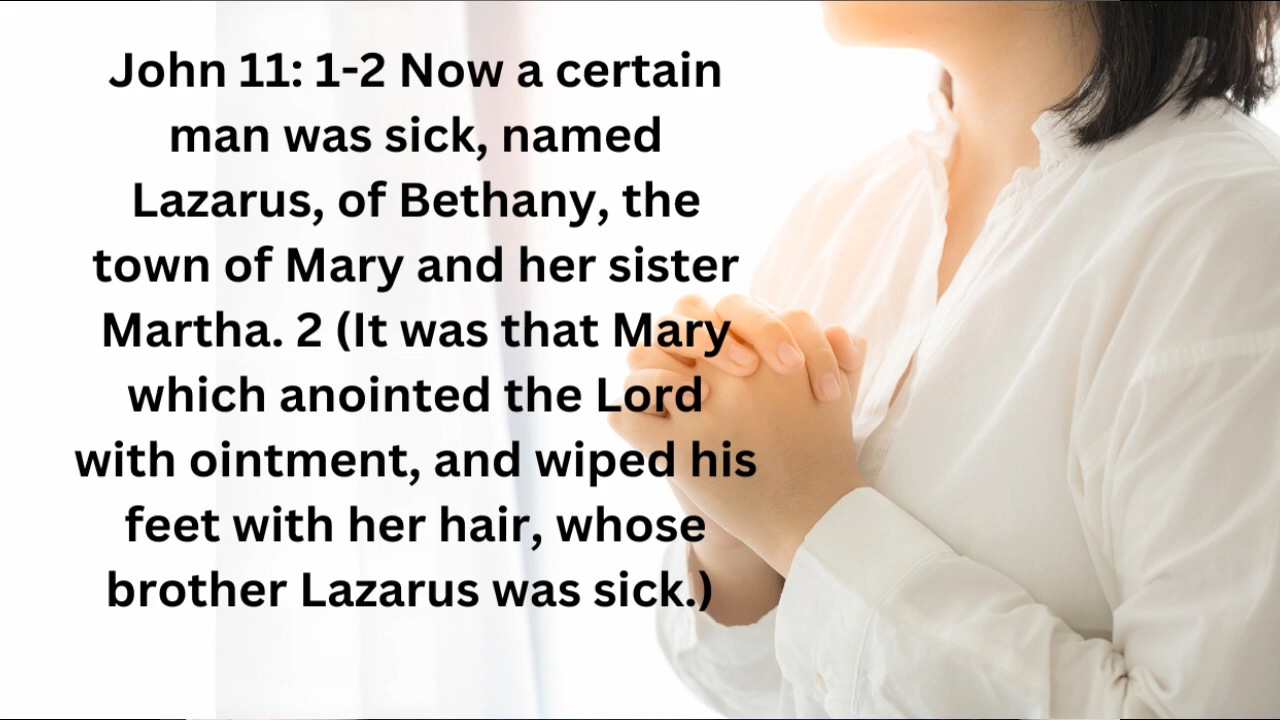 John 11: 1-2 Now a certain
man was sick, named
Lazarus, of Bethany, the
town of Mary and her sister
Martha. 2 (It was that Mary
which anointed the Lord
with ointment, and wiped his
feet with her hair, whose
brother Lazarus was sick.)